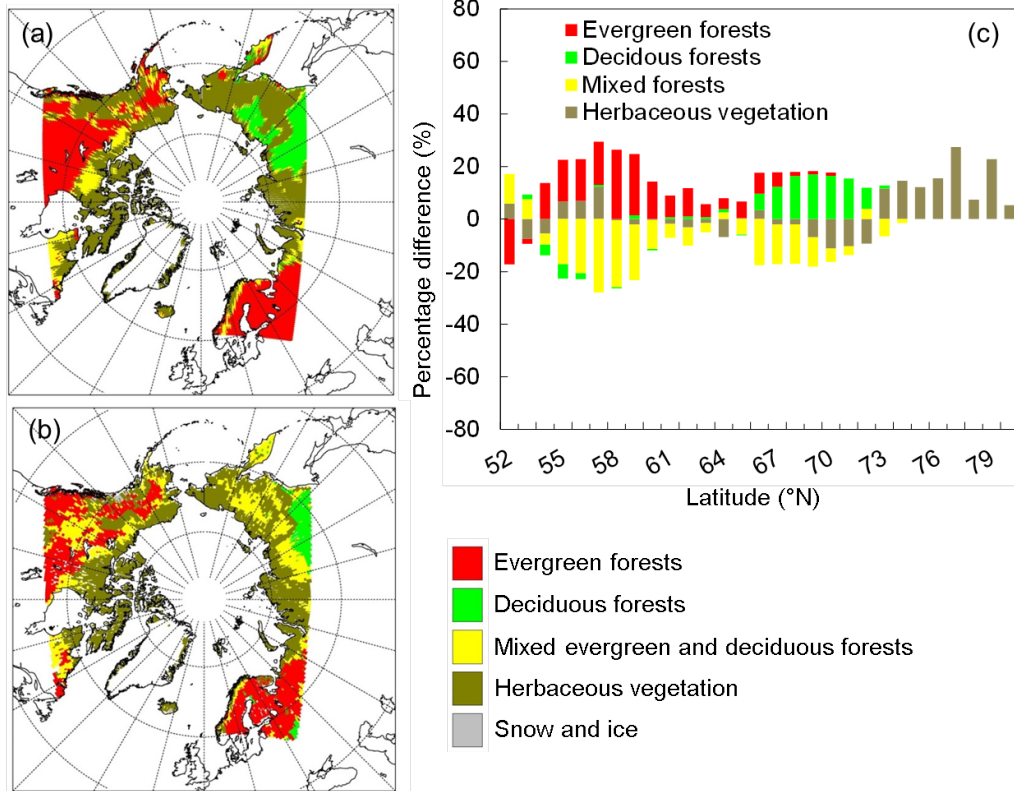 (a)
(b)
(c)
80
60
40
20
0
-20
-40
-60
-80
Percentage difference (%)
Evergreen forests
Decidous forests
Mixed forests
Herbaceous vegetation
52 55 58 61 64 67 70 73 76 79
Latitude (°N)
Evergreen forests
Deciduous forests
Mixed evergreen and deciduous forests
Herbaceous vegetation
Snow and ice